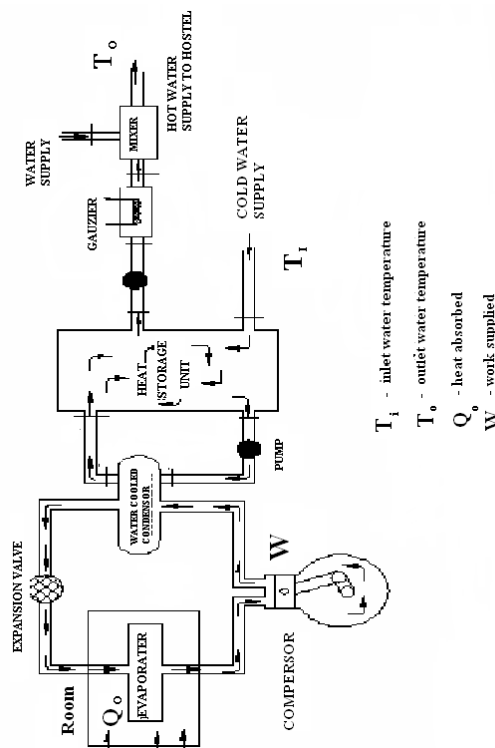 Room
Q o
EVAPORATER
EXPANSION VALVE
WATER COOLED
CONDENSOR
COMPERSOR
W
PUMP
HEAT
STORAGE
UNIT
GAUZIER
WATER
SUPPLY
MIXER
T o
HOT WATER
SUPPLY TO HOSTEL
COLD WATER
SUPPLY
T I
T i - inlet water temperature
T o - outlet water temperature
Q o - heat absorbed
W - work supplied